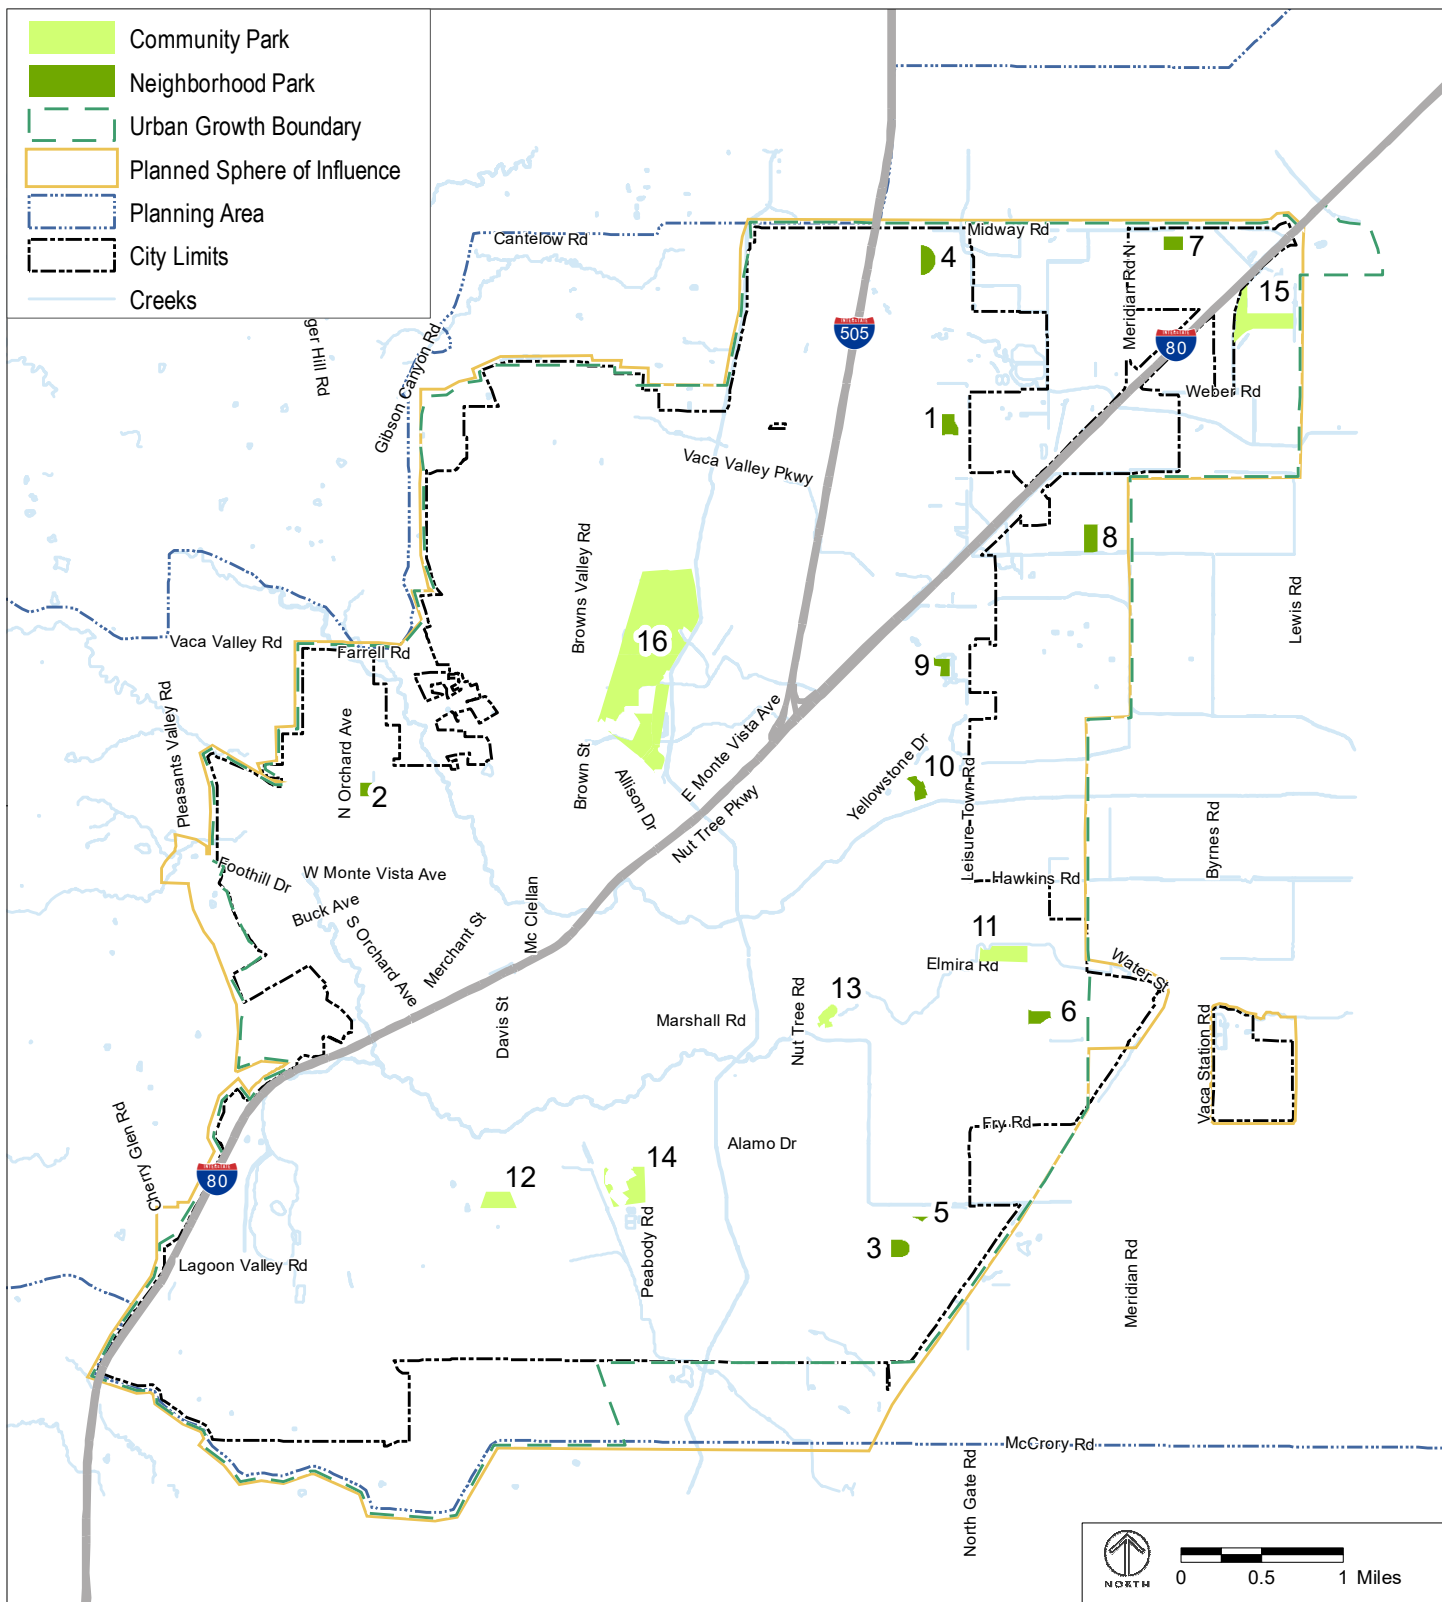 Community Park
Neighborhood Park
Urban Growth Boundary
Planned Sphere of Influence
Planning Area
City Limits
Creeks
Cantelow Rd
Midway Rd
Meridian Rd N
4
7
15
INTERSTATE
505
INTERSTATE
80
ger Hill Rd
Gibson Canyon Rd
Weber Rd
1
Vaca Valley Pkwy
8
Browns Valley Rd
Lewis Rd
16
Vaca Valley Rd
Farrell Rd
9
Pleasants Valley Rd
N Orchard Ave
2
Brown St
Allison Dr
E Monte Vista Ave
Nut Tree Pkwy
Yellowstone Dr
10
Leisure Town Rd
Byrnes Rd
Foothill Dr
W Monte Vista Ave
Buck Ave
S Orchard Ave
Merchant St
Mc Clellan
Hawkins Rd
11
Elmira Rd
Water St
13
6
Davis St
Marshall Rd
Nut Tree Rd
Vaca Station Rd
Cherry Glen Rd
Alamo Dr
Fry Rd
INTERSTATE
80
12
14
5
3
Peabody Rd
Lagoon Valley Rd
Meridian Rd
McCrory Rd
North Gate Rd
NORTH
0 0.5 1 Miles